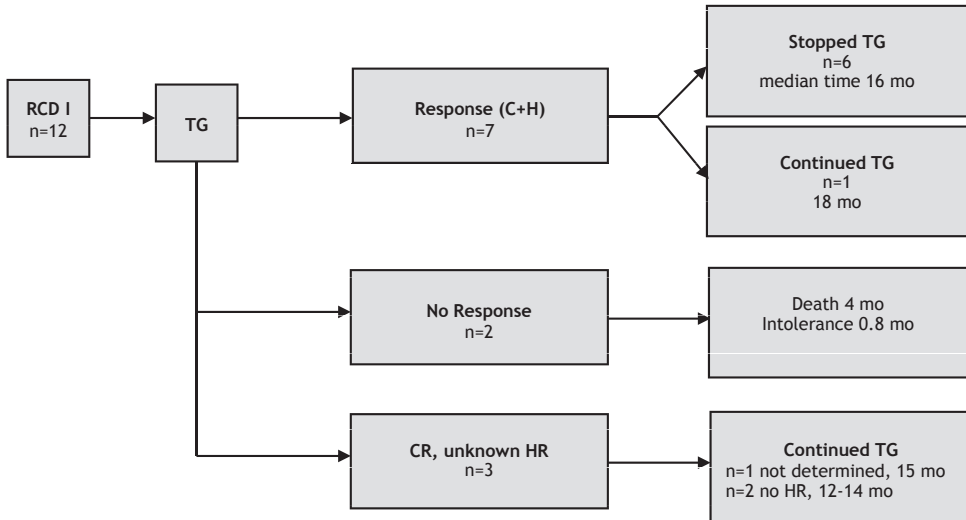 RCD I
n=12
TG
Response (C+H)
n=7
Stopped TG
n=6
median time 16 mo
Continued TG
n=1
18 mo
No Response
n=2
Death 4 mo
Intolerance 0.8 mo
CR, unknown HR
n=3
Continued TG
n=1 not determined, 15 mo
n=2 no HR, 12-14 mo